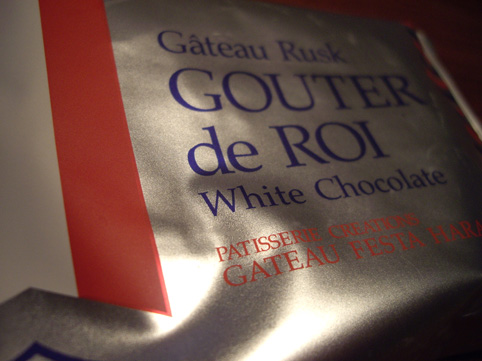 Gâteau Rusk
GOUTER
de ROI
White Chocolate
PATISSERIE CREATIONS
GATEAU FESTA HARA